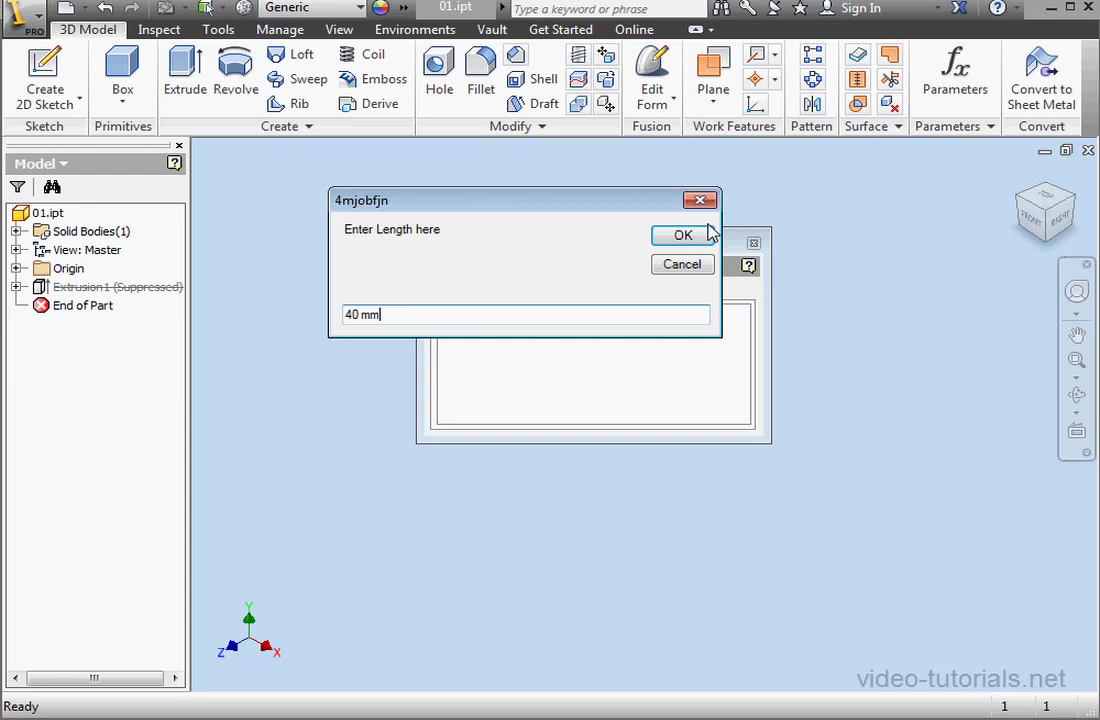 Generic
01.ipt
Type a keyword or phrase
Sign In
PRO
3D Model
Inspect
Tools
Manage
View
Environments
Vault
Get Started
Online
Create
2D Sketch
Box
Extrude
Revolve
Loft
Sweep
Rib
Coil
Emboss
Derive
Hole
Fillet
Shell
Draft
Edit
Form
Plane
Parameters
Convert to
Sheet Metal
Sketch
Primitives
Create
Modify
Fusion
Work Features
Pattern
Surface
Parameters
Convert
Model
01.ipt
Solid Bodies(1)
View: Master
Origin
Extrusion1 (Suppressed)
End of Part
4mjobfjn
Enter Length here
OK
Cancel
40 mm
FRONT
RIGHT
Y
Z
X
video-tutorials.net
Ready
1
1